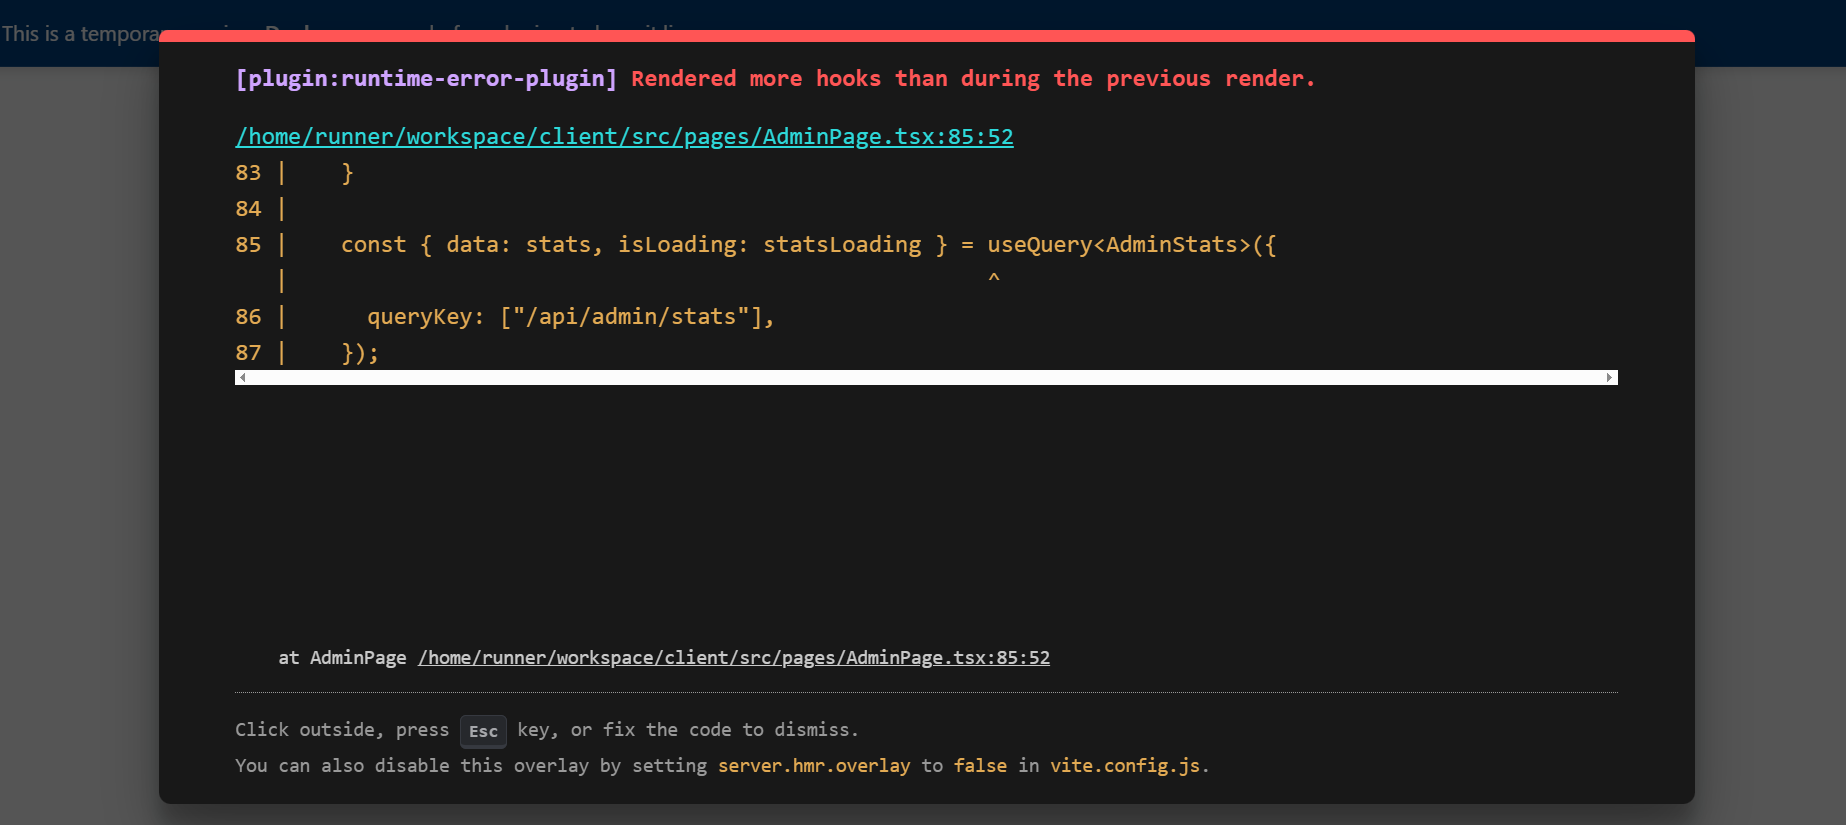 This is a tempora
[plugin:runtime-error-plugin] Rendered more hooks than during the previous render.
/home/runner/workspace/client/src/pages/AdminPage.tsx:85:52
83 |    }
84 |
85 |    const { data: stats, isLoading: statsLoading } = useQuery<AdminStats>({
   |                                                     ^
86 |      queryKey: ["/api/admin/stats"],
87 |    });
at AdminPage /home/runner/workspace/client/src/pages/AdminPage.tsx:85:52
Click outside, press Esc key, or fix the code to dismiss.
You can also disable this overlay by setting server.hmr.overlay to false in vite.config.js.